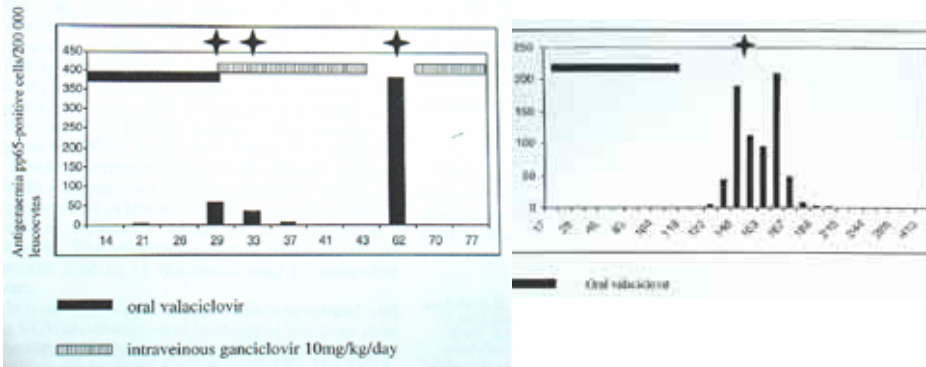 Antigeraemia pp65-positive cells/200 000
leucocytes
450
400
350
300
250
200
150
100
50
0
14 21 26 29 33 37 41 43 62 70 77
oral valaciclovir
intraveinous ganciclovir 10mg/kg/day
250
200
150
100
50
0
Oral valaciclovir